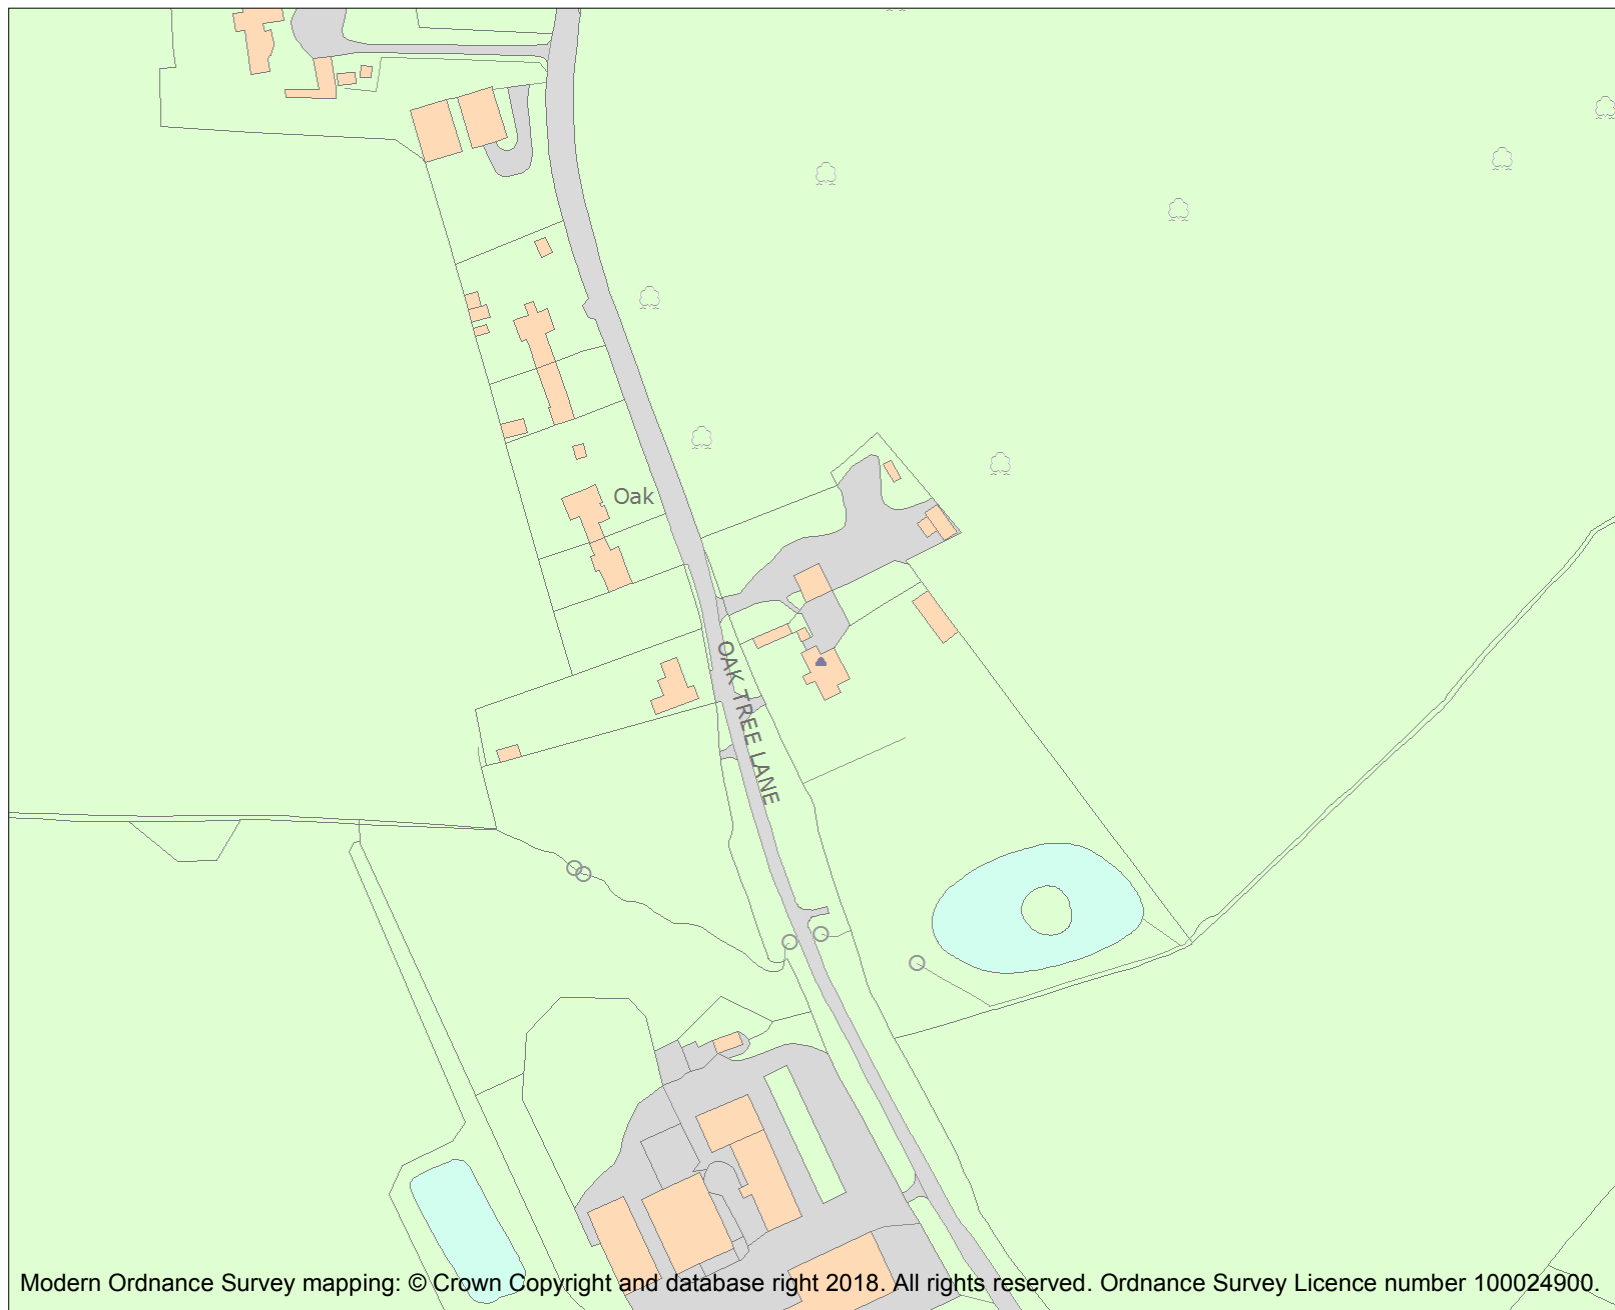 Oak
OAK TREE LANE
Modern Ordnance Survey mapping: © Crown Copyright and database right 2018. All rights reserved. Ordnance Survey Licence number 100024900.